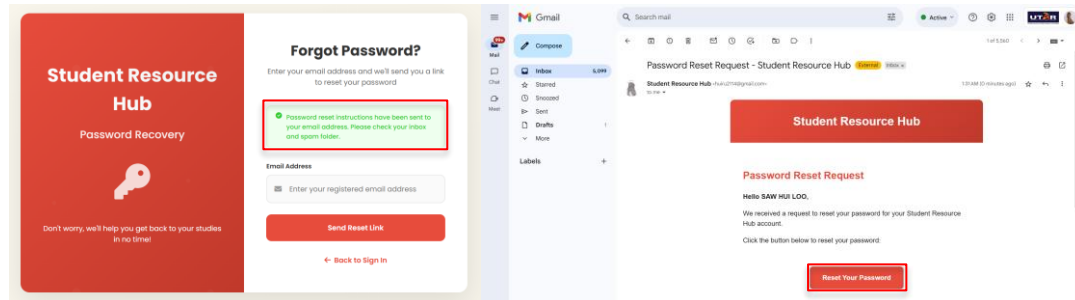 Student Resource
Hub
Password Recovery
Don't worry, we'll help you get back to your studies
in no time!
Forgot Password?
Enter your email address and we'll send you a link
to reset your password
Password reset instructions have been sent to
your email address. Please check your inbox
and spam folder.
Email Address
Enter your registered email address
Send Reset Link
← Back to Sign In
99+
Mail
Chat
Meet
Gmail
Compose
Inbox 5,099
Starred
Snoozed
Sent
Drafts
More
Labels +
Search mail
Active
UTAR
1 of 5,560
Password Reset Request - Student Resource Hub External Inbox x
Student Resource Hub
to me
1:31 AM (0 minutes ago)
Student Resource Hub
Password Reset Request
Hello SAW HUI LOO,
We received a request to reset your password for your Student Resource
Hub account.
Click the button below to reset your password:
Reset Your Password